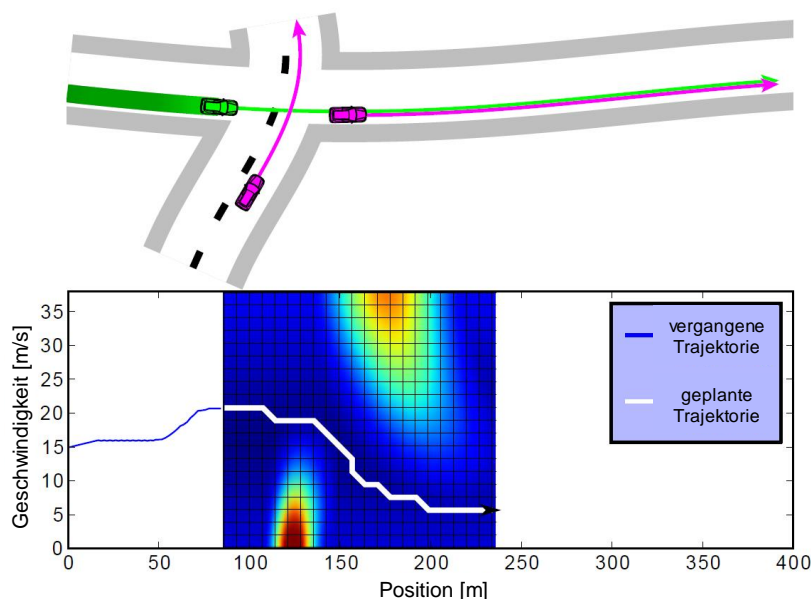 35
30
25
20
15
10
5
0
Geschwindigkeit [m/s]
vergangene
Trajektorie
geplante
Trajektorie
0 50 100 150 200 250 300 350 400
Position [m]